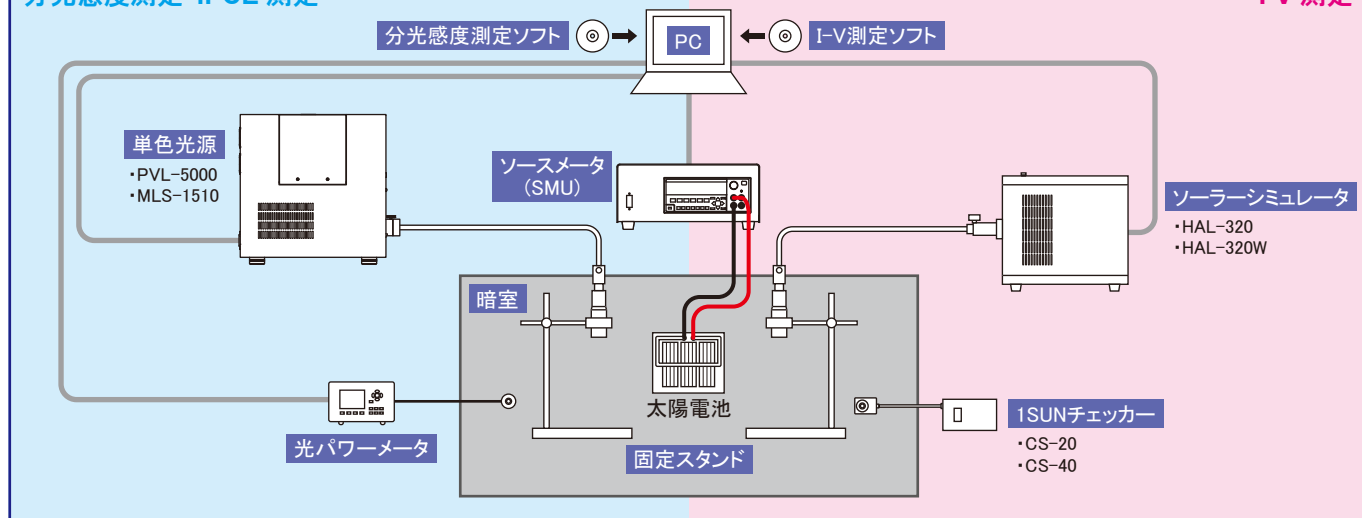 分光感度測定ソフト
PC
I-V測定ソフト
単色光源
・PVL-5000
・MLS-1510
ソースメータ
(SMU)
ソーラーシミュレータ
・HAL-320
・HAL-320W
暗室
太陽電池
光パワーメータ
固定スタンド
1SUNチェッカー
・CS-20
・CS-40